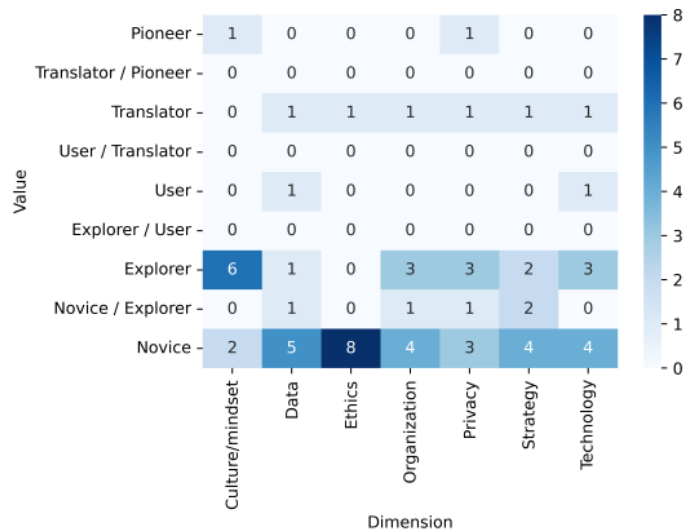 Value
Pioneer 1 0 0 0 1 0 0
Translator / Pioneer 0 0 0 0 0 0 0
Translator 0 1 1 1 1 1 1
User / Translator 0 0 0 0 0 0 0
User 0 1 0 0 0 0 1
Explorer / User 0 0 0 0 0 0 0
Explorer 6 1 0 3 3 2 3
Novice / Explorer 0 1 0 1 1 2 0
Novice 2 5 8 4 3 4 4
Culture/mindset
Data
Ethics
Organization
Privacy
Strategy
Technology
Dimension
8
7
6
5
4
3
2
1
0